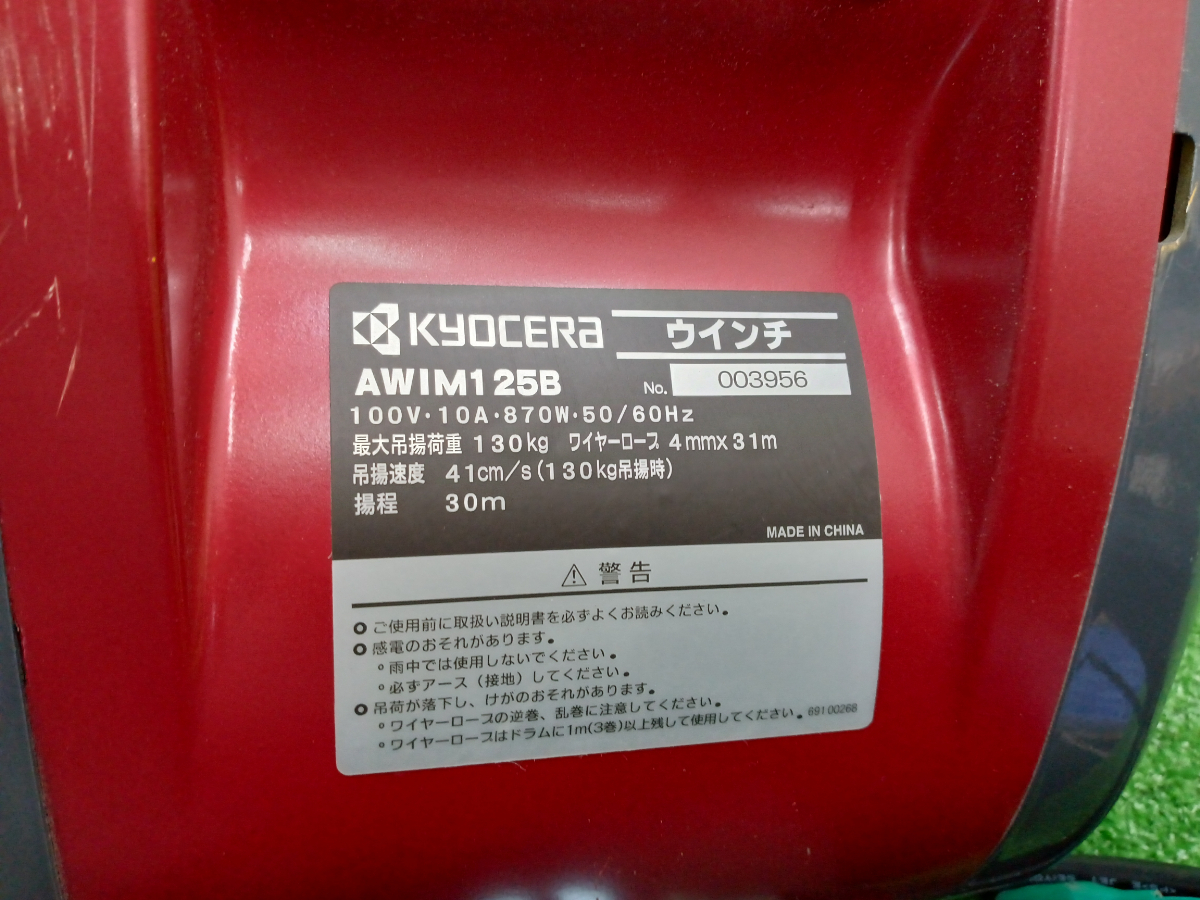 KYOCERA ウインチ
AWIM125B No. 003956
100V・10A・870W・50/60Hz
最大吊揚荷重 130kg ワイヤーロープ 4mmx31m
吊揚速度 41cm/s(130kg吊揚時)
揚程 30m
MADE IN CHINA
⚠ 警告
ご使用前に取扱い説明書を必ずよくお読みください。
感電のおそれがあります。
雨中では使用しないでください。
必ずアース（接地）してください。
吊荷が落下し、けがのおそれがあります。
ワイヤーロープの逆巻、乱巻に注意してください。
ワイヤーロープはドラムに1m(3巻)以上残して使用してください。 69100268